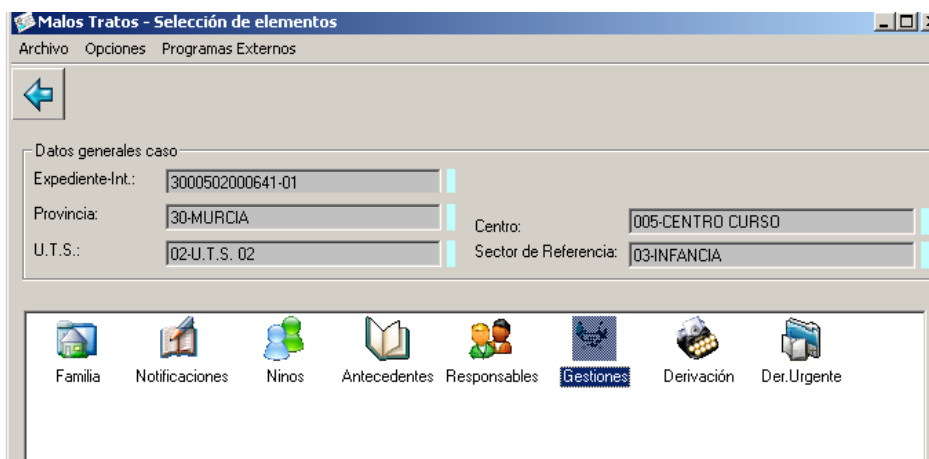 Malos Tratos - Selección de elementos
Archivo Opciones Programas Externos
Datos generales caso
Expediente-Int.: 3000502000641-01
Provincia: 30-MURCIA
Centro: 005-CENTRO CURSO
U.T.S.: 02-U.T.S. 02
Sector de Referencia: 03-INFANCIA
Familia Notificaciones Ninos Antecedentes Responsables Gestiones Derivación Der.Urgente